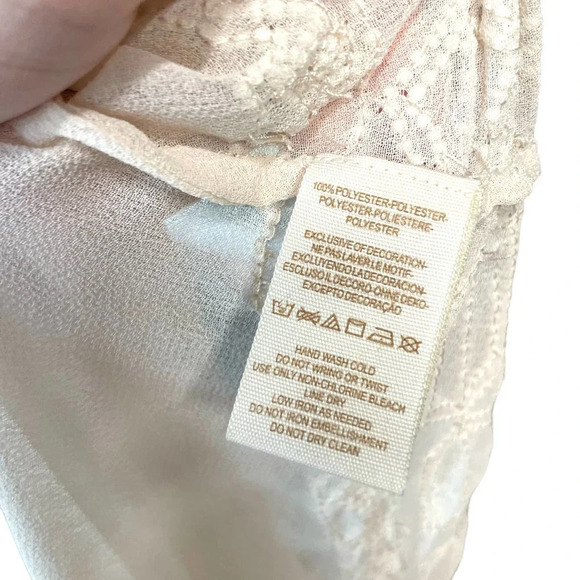 100% POLYESTER-POLYESTER-
POLYESTER-POLIESTERE-
POLYESTER
EXCLUSIVE OF DECORATION-
NE PAS LAVER LE MOTIF-
EXCLUYENDO LA DECORACION-
ESCLUSO IL DECORO-OHNE DEKO-
EXCEPTO DECORAÇÃO
HAND WASH COLD
DO NOT WRING OR TWIST
USE ONLY NON-CHLORINE BLEACH
LINE DRY
LOW IRON AS NEEDED
DO NOT IRON EMBELLISHMENT
DO NOT DRY CLEAN